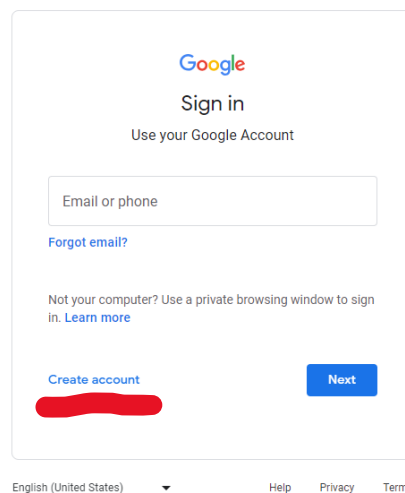 Google
Sign in
Use your Google Account
Email or phone
Forgot email?
Not your computer? Use a private browsing window to sign
in. Learn more
Create account
Next
English (United States)
Help
Privacy
Term